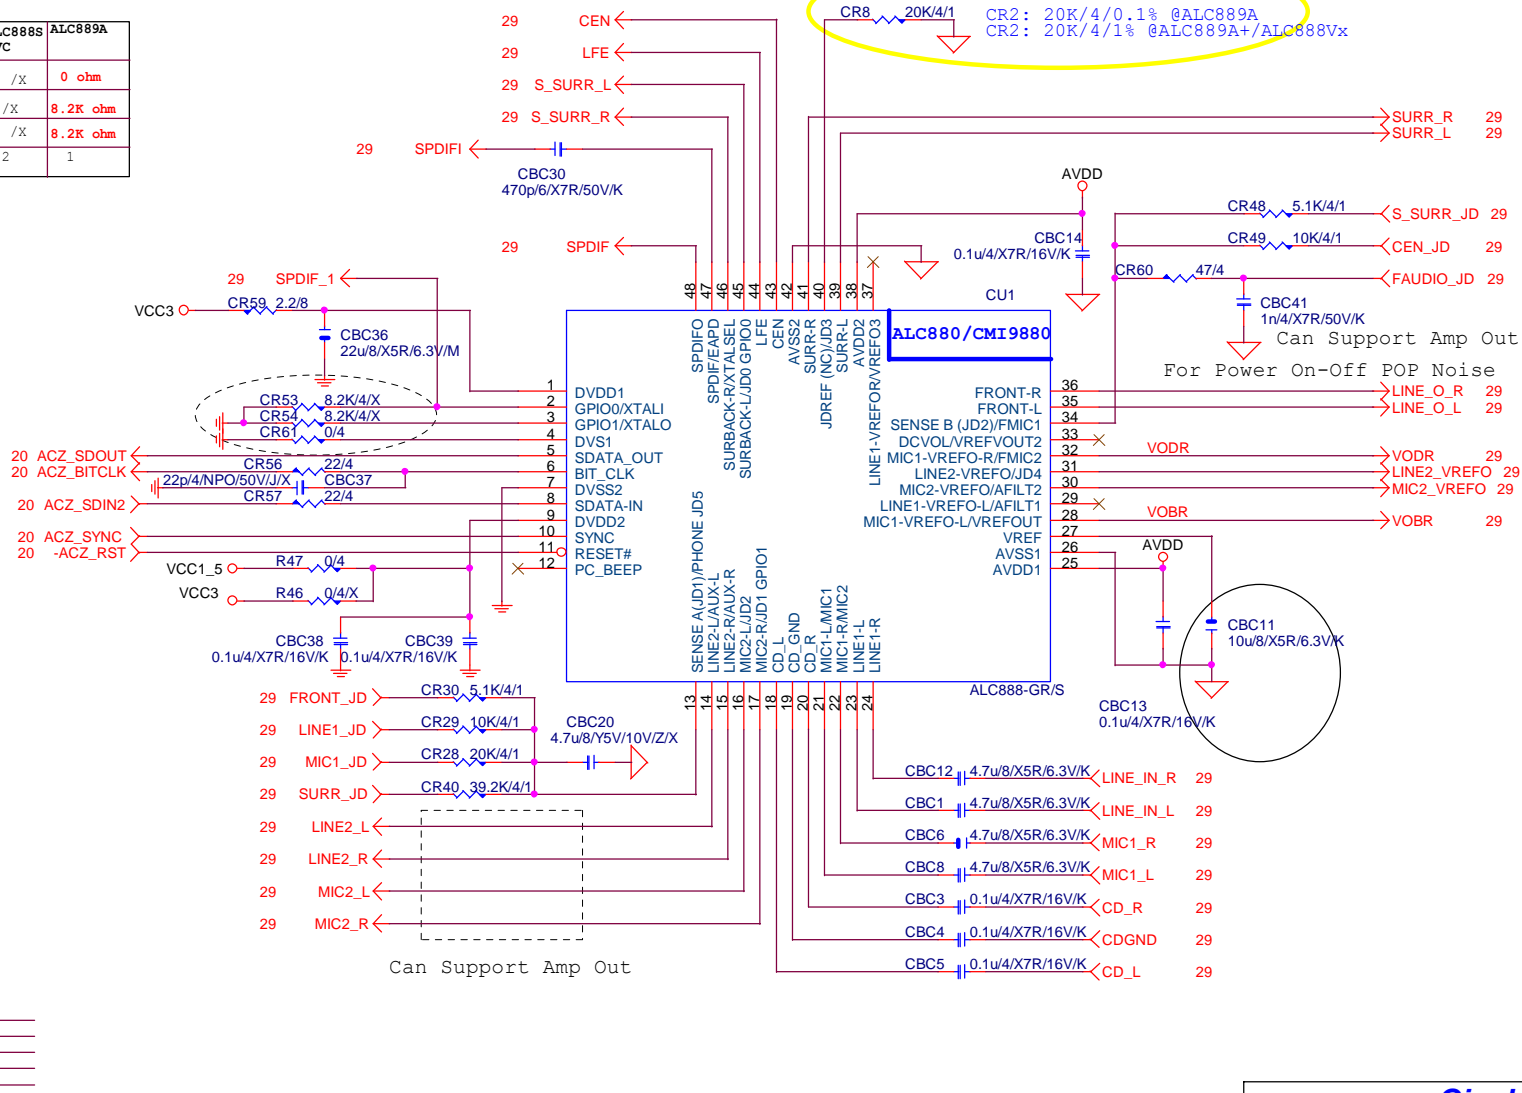 ALC889A
/X 0 ohm
/X 8.2K ohm
/X 8.2K ohm
2 1
29 CEN
29 LFE
29 S_SURR_L
29 S_SURR_R
29 SPDIFI
CBC30
470p/6/X7R/50V/K
29 SPDIF
29 SPDIF_1
CR8 20K/4/1
CR2: 20K/4/0.1% @ALC889A
CR2: 20K/4/1% @ALC889A+/ALC888Vx
SURR_R 29
SURR_L 29
AVDD
CBC14
0.1u/4/X7R/16V/K
CR48 5.1K/4/1 S_SURR_JD 29
CR49 10K/4/1 CEN_JD 29
CR60 47/4 FAUDIO_JD 29
CBC41
1n/4/X7R/50V/K
Can Support Amp Out
For Power On-Off POP Noise
VCC3 CR59 2.2/8
CBC36
22u/8/X5R/6.3V/M
CR53 8.2K/4/X
CR54 8.2K/4/X
CR61 0/4
20 ACZ_SDOUT
20 ACZ_BITCLK CR56 22/4
22p/4/NPO/50V/J/X CBC37
20 ACZ_SDIN2 CR57 22/4
20 ACZ_SYNC
20 -ACZ_RST
VCC1_5 R47 0/4
VCC3 R46 0/4/X
CBC38
0.1u/4/X7R/16V/K
CBC39
0.1u/4/X7R/16V/K
CU1
ALC880/CMI9880
48 SPDIFO
47 SPDIF/EAPD
46 SURBACK-R/XTALSEL
45 SURBACK-L/JD0 GPIO0
44 LFE
43 CEN
42 AVSS2
41 SURR-R
40 JDREF (NC)/JD3
39 SURR-L
38 AVDD2
37 LINE1-VREFOR/VREFO3
1 DVDD1
2 GPIO0/XTALI
3 GPIO1/XTALO
4 DVS1
5 SDATA_OUT
6 BIT_CLK
7 DVSS2
8 SDATA-IN
9 DVDD2
10 SYNC
11 RESET#
12 PC_BEEP
FRONT-R 36 LINE_O_R 29
FRONT-L 35 LINE_O_L 29
SENSE B (JD2)/FMIC1 34
DCVOL/VREFVOUT2 33
MIC1-VREFO-R/FMIC2 32 VODR VODR 29
LINE2-VREFO/JD4 31 LINE2_VREFO 29
MIC2-VREFO/AFILT2 30 MIC2_VREFO 29
LINE1-VREFO-L/AFILT1 29
MIC1-VREFO-L/VREFOUT 28 VOBR VOBR 29
VREF 27
AVSS1 26
AVDD1 25
AVDD
CBC11
10u/8/X5R/6.3V/K
CBC13
0.1u/4/X7R/16V/K
13 SENSE A(JD1)/PHONE JD5
14 LINE2-L/AUX-L
15 LINE2-R/AUX-R
16 MIC2-L/JD2
17 MIC2-R/JD1 GPIO1
18 CD_L
19 CD_GND
20 CD_R
21 MIC1-L/MIC1
22 MIC1-R/MIC2
23 LINE1-L
24 LINE1-R
ALC888-GR/S
29 FRONT_JD CR30 5.1K/4/1
29 LINE1_JD CR29 10K/4/1
29 MIC1_JD CR28 20K/4/1
29 SURR_JD CR40 39.2K/4/1
CBC20
4.7u/8/Y5V/10V/Z/X
29 LINE2_L
29 LINE2_R
29 MIC2_L
29 MIC2_R
Can Support Amp Out
CBC12 4.7u/8/X5R/6.3V/K LINE_IN_R 29
CBC1 4.7u/8/X5R/6.3V/K LINE_IN_L 29
CBC6 4.7u/8/X5R/6.3V/K MIC1_R 29
CBC8 4.7u/8/X5R/6.3V/K MIC1_L 29
CBC3 0.1u/4/X7R/16V/K CD_R 29
CBC4 0.1u/4/X7R/16V/K CDGND 29
CBC5 0.1u/4/X7R/16V/K CD_L 29